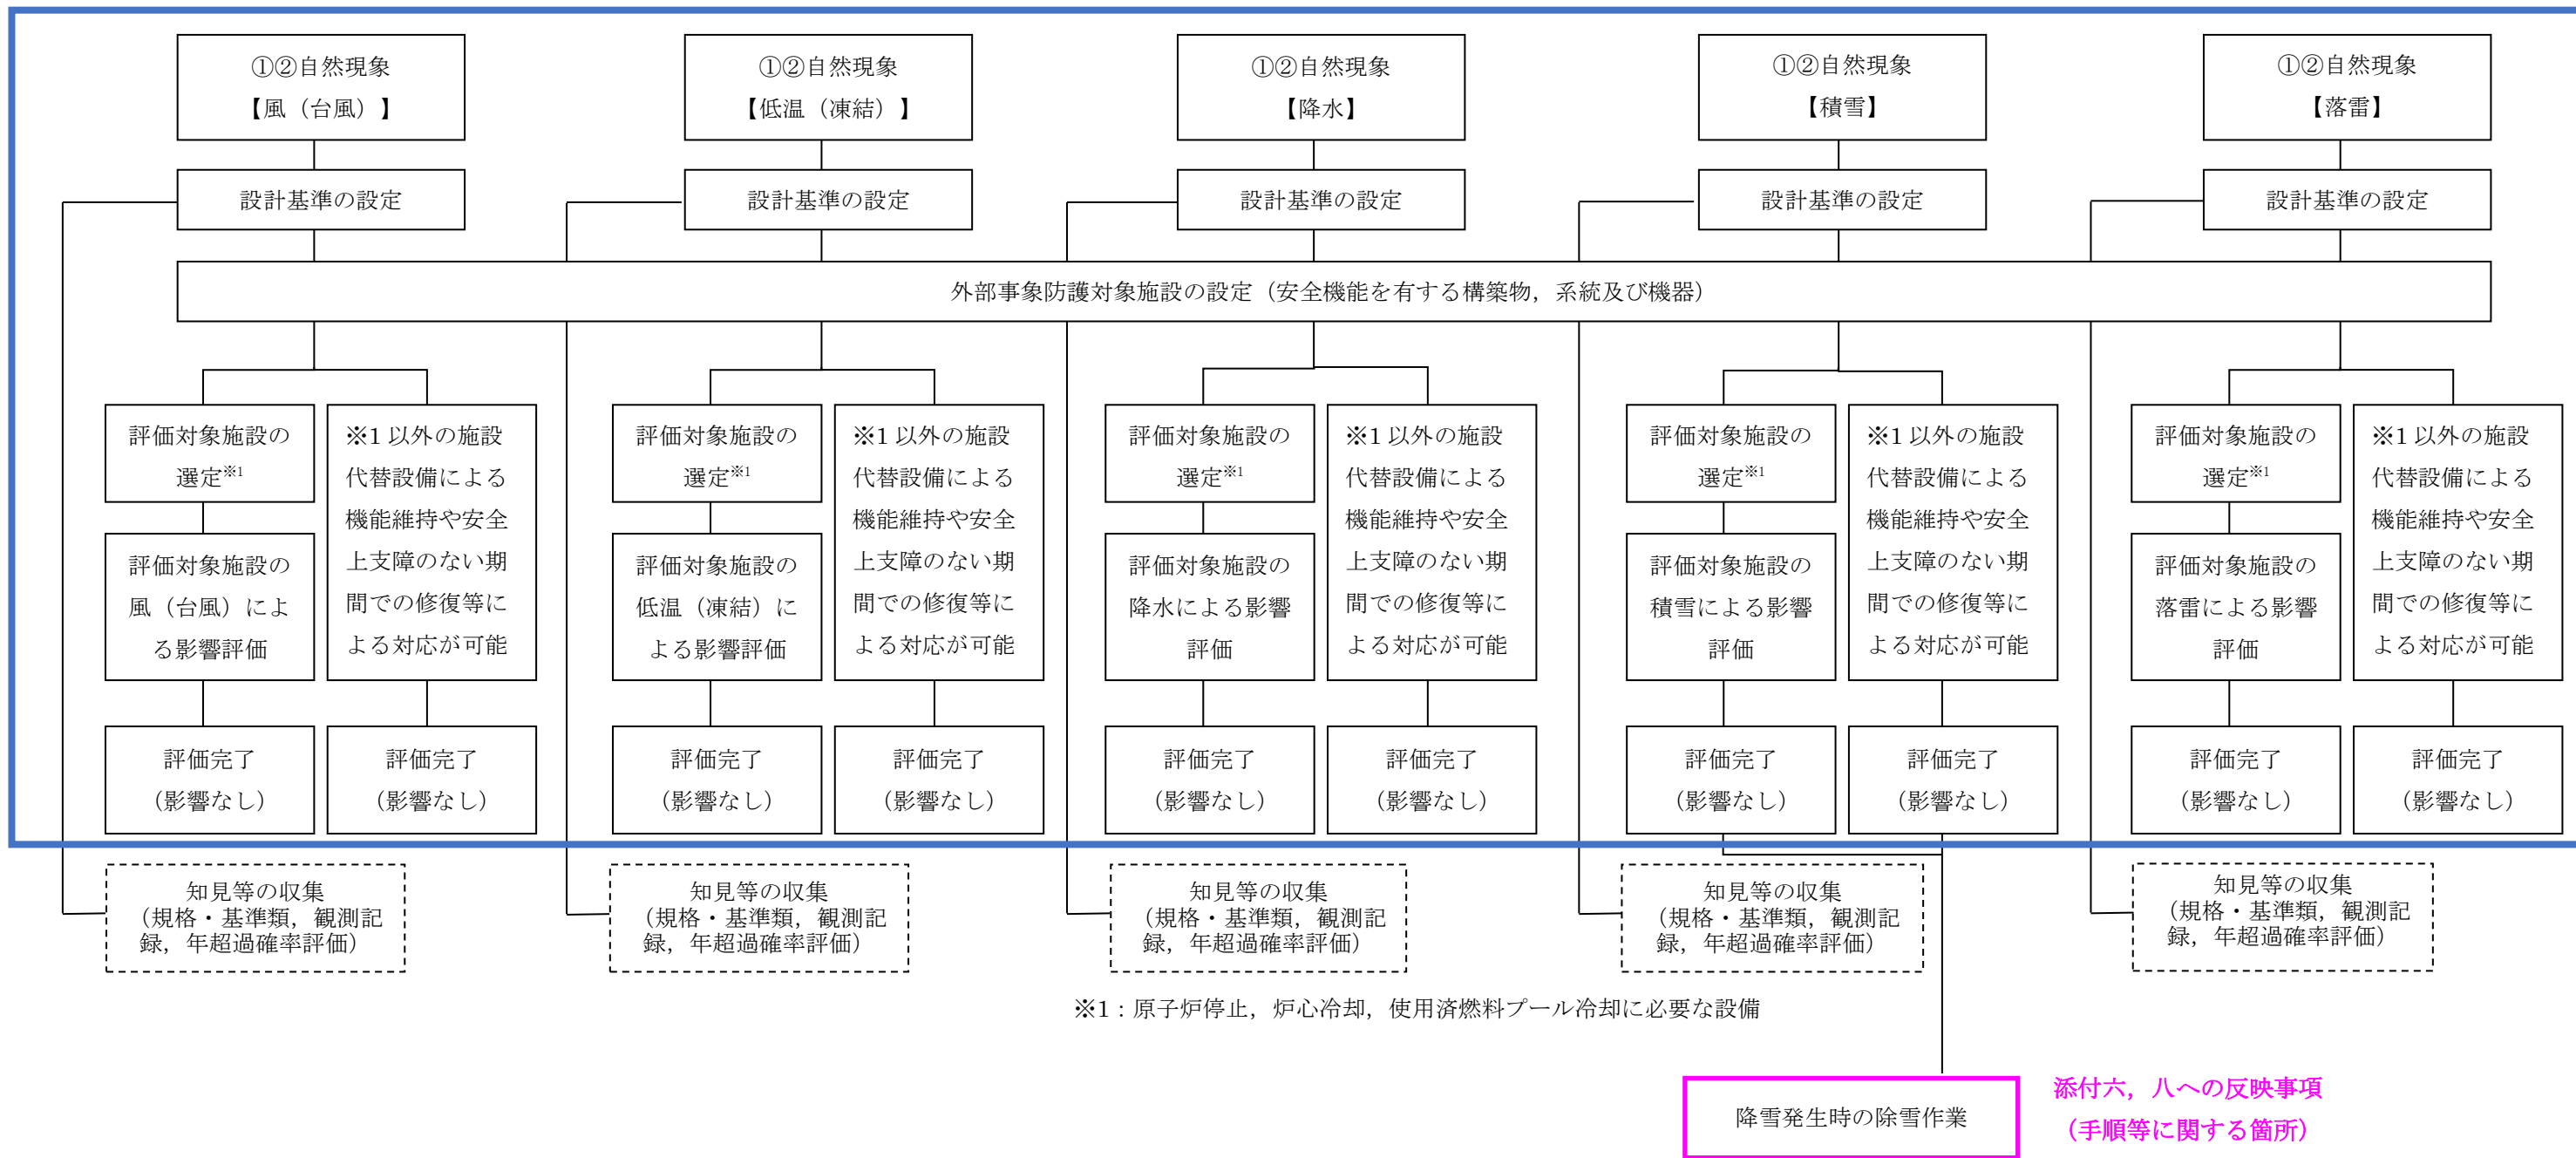 ①②自然現象
【風（台風）】
①②自然現象
【低温（凍結）】
①②自然現象
【降水】
①②自然現象
【積雪】
①②自然現象
【落雷】
設計基準の設定
設計基準の設定
設計基準の設定
設計基準の設定
設計基準の設定
外部事象防護対象施設の設定（安全機能を有する構築物，系統及び機器）
評価対象施設の
選定※1
※1 以外の施設
代替設備による
機能維持や安全
上支障のない期
間での修復等に
よる対応が可能
評価対象施設の
風（台風）によ
る影響評価
評価完了
（影響なし）
評価完了
（影響なし）
評価対象施設の
選定※1
※1 以外の施設
代替設備による
機能維持や安全
上支障のない期
間での修復等に
よる対応が可能
評価対象施設の
低温（凍結）に
よる影響評価
評価完了
（影響なし）
評価完了
（影響なし）
評価対象施設の
選定※1
※1 以外の施設
代替設備による
機能維持や安全
上支障のない期
間での修復等に
よる対応が可能
評価対象施設の
降水による影響
評価
評価完了
（影響なし）
評価完了
（影響なし）
評価対象施設の
選定※1
※1 以外の施設
代替設備による
機能維持や安全
上支障のない期
間での修復等に
よる対応が可能
評価対象施設の
積雪による影響
評価
評価完了
（影響なし）
評価完了
（影響なし）
評価対象施設の
選定※1
※1 以外の施設
代替設備による
機能維持や安全
上支障のない期
間での修復等に
よる対応が可能
評価対象施設の
落雷による影響
評価
評価完了
（影響なし）
評価完了
（影響なし）
知見等の収集
（規格・基準類，観測記
録，年超過確率評価）
知見等の収集
（規格・基準類，観測記
録，年超過確率評価）
知見等の収集
（規格・基準類，観測記
録，年超過確率評価）
知見等の収集
（規格・基準類，観測記
録，年超過確率評価）
知見等の収集
（規格・基準類，観測記
録，年超過確率評価）
※1：原子炉停止，炉心冷却，使用済燃料プール冷却に必要な設備
降雪発生時の除雪作業
添付六，八への反映事項
（手順等に関する箇所）